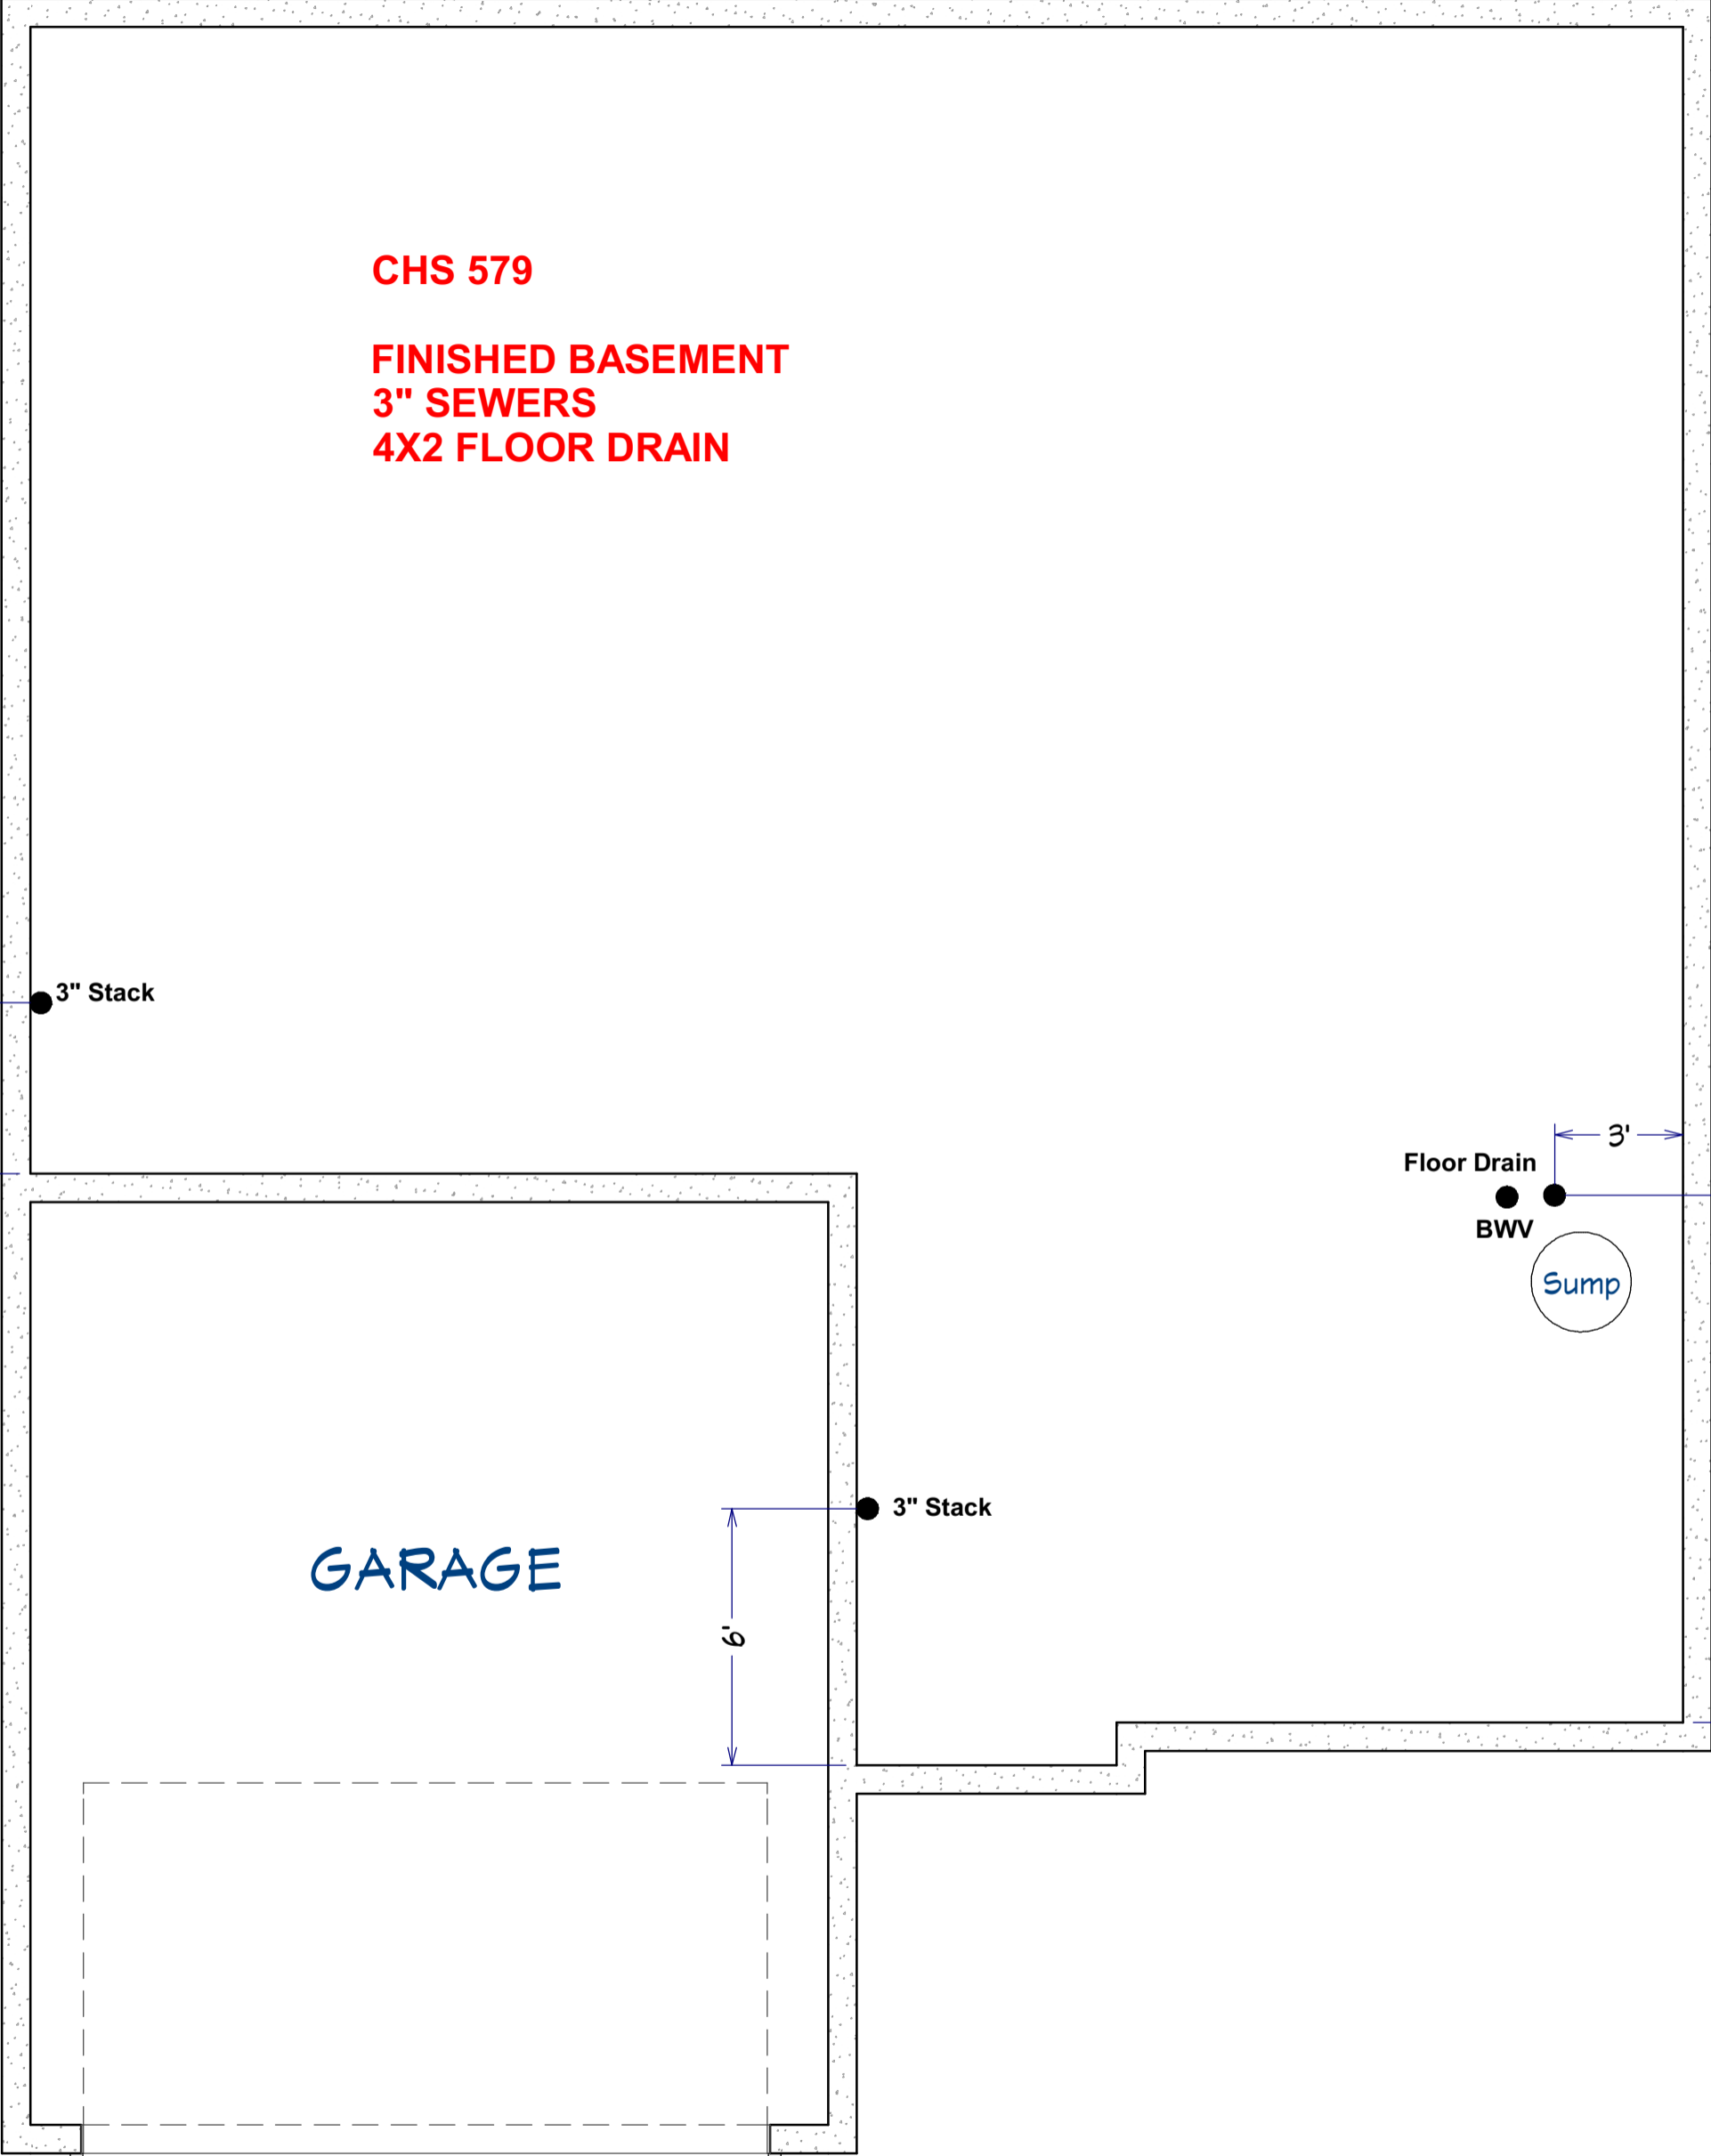 CHS 579
FINISHED BASEMENT
3" SEWERS
4X2 FLOOR DRAIN
3" Stack
3'
Floor Drain
BWV
Sump
3" Stack
GARAGE
6'